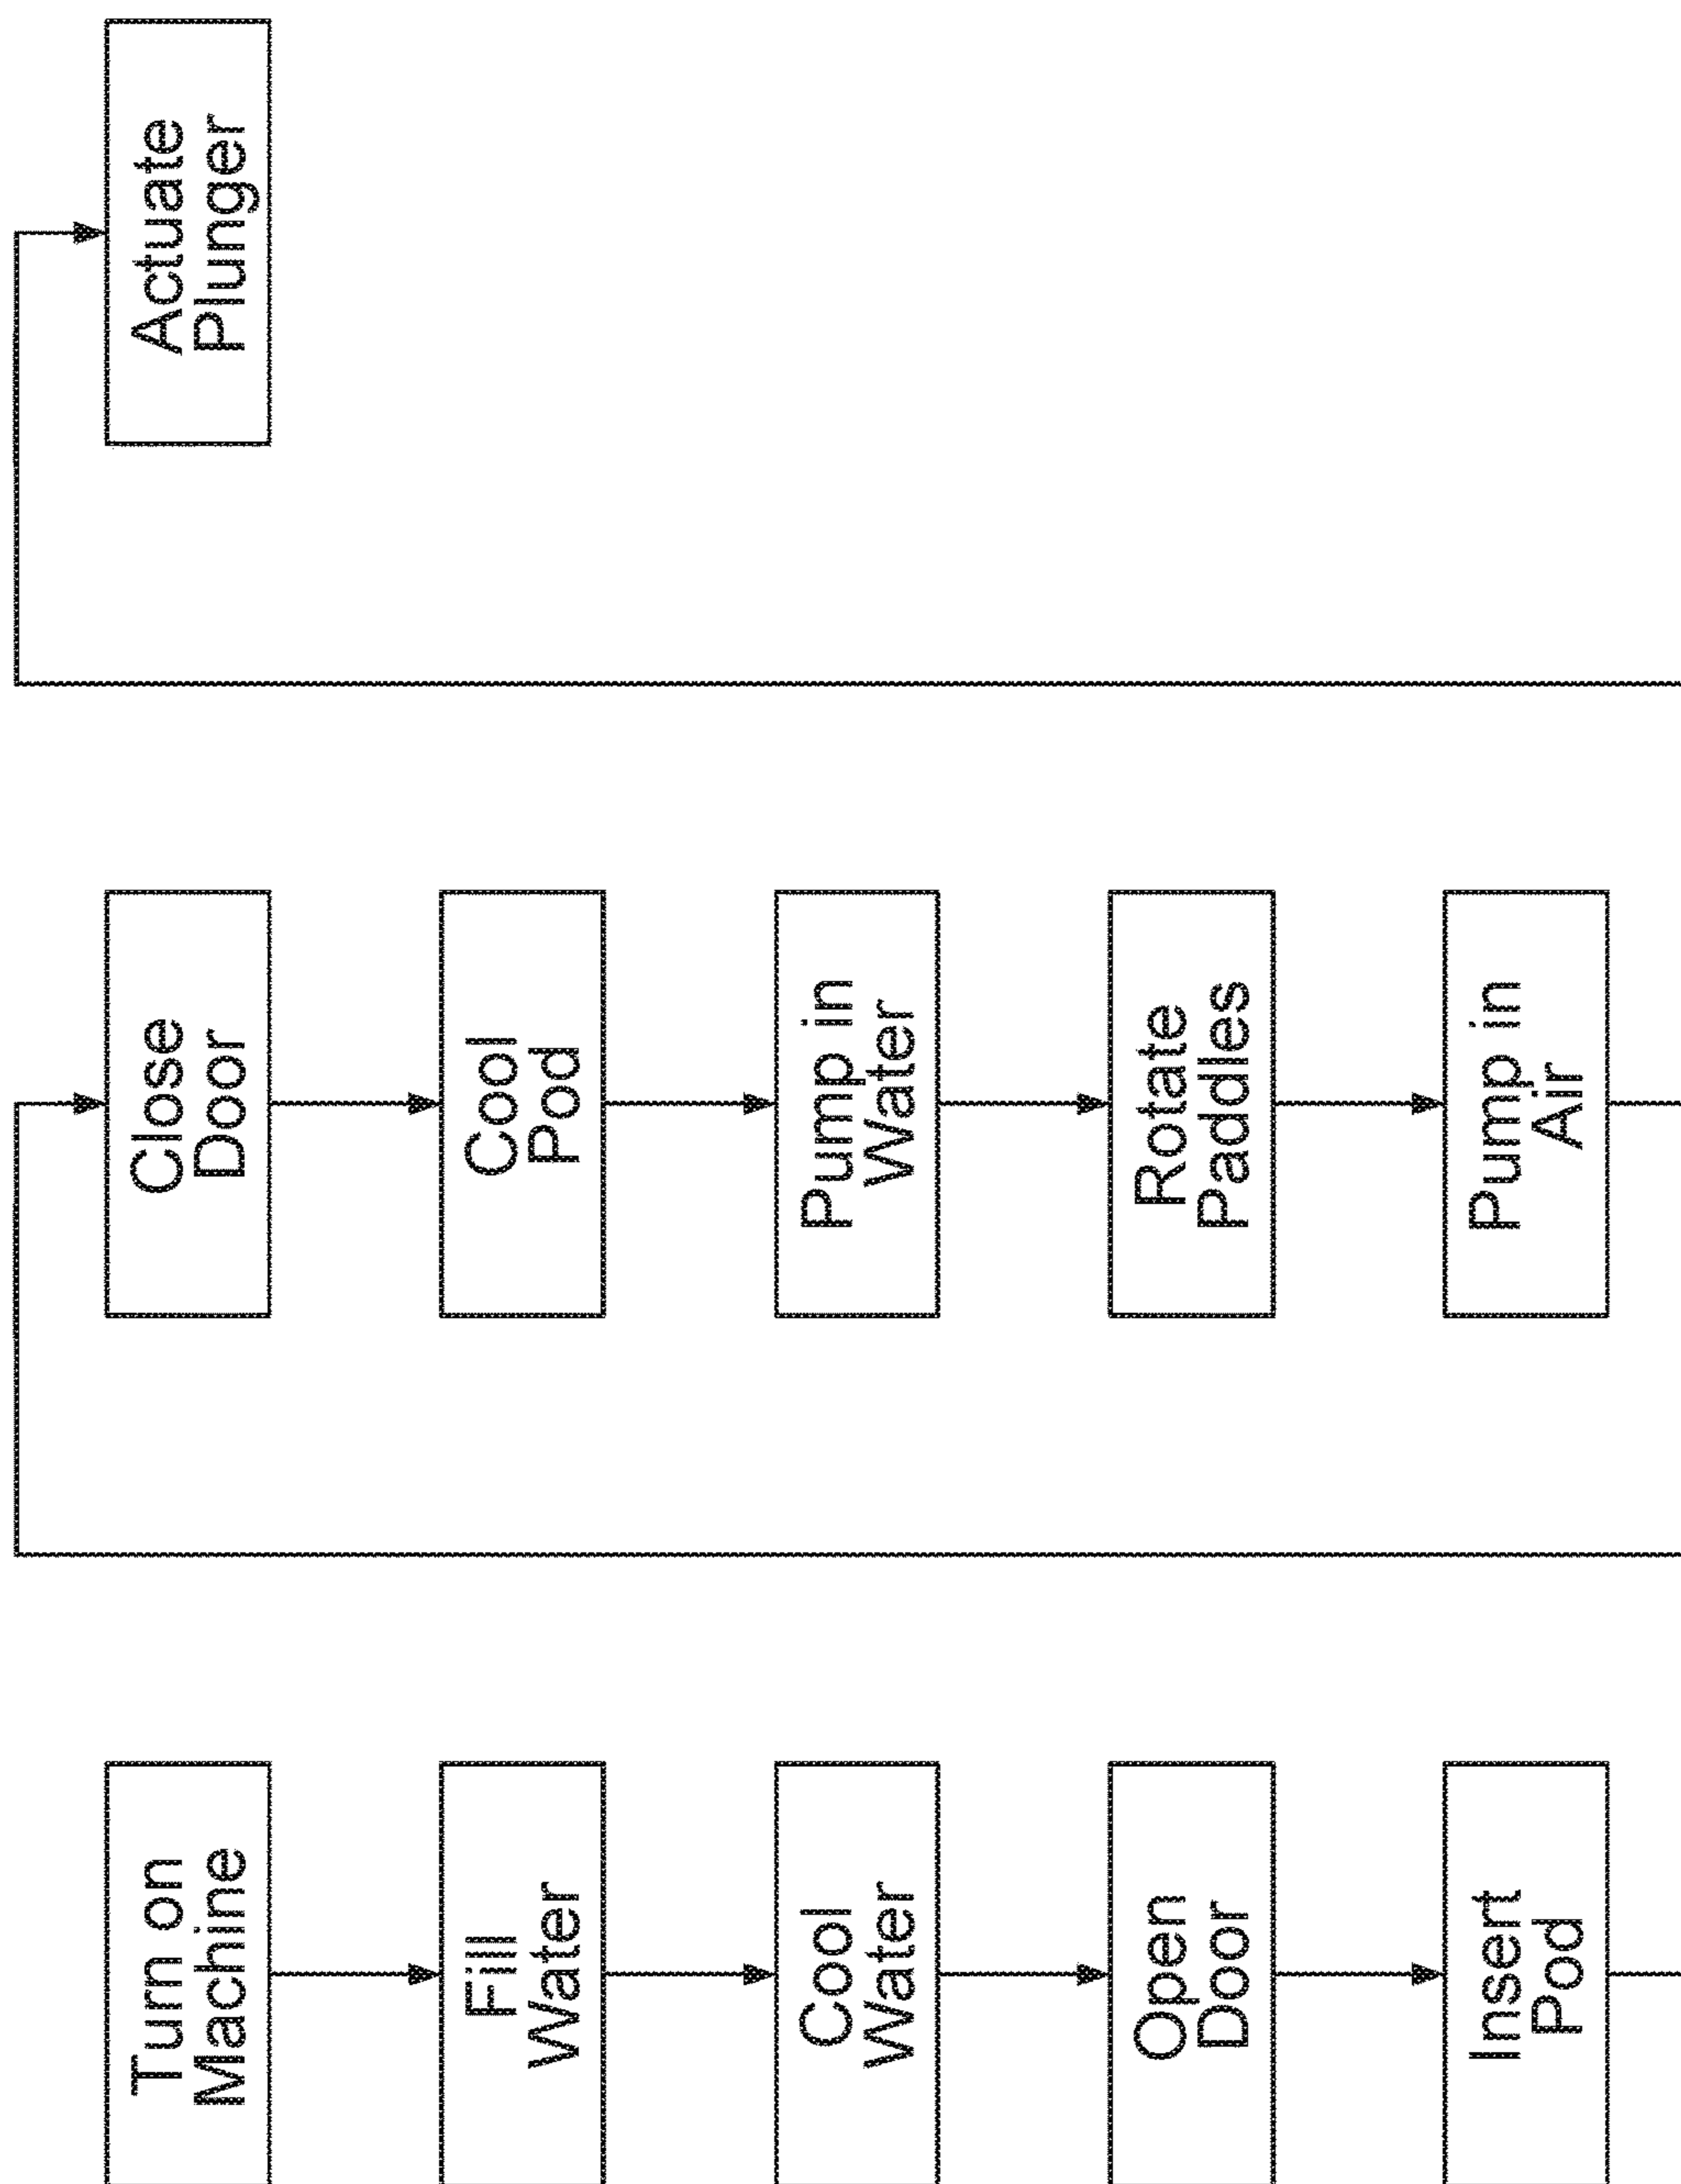 Turn on
Machine
Fill
Water
Cool
Water
Open
Door
Insert
Pod
Close
Door
Cool
Pod
Pump in
Water
Rotate
Paddles
Pump in
Air
Actuate
Plunger